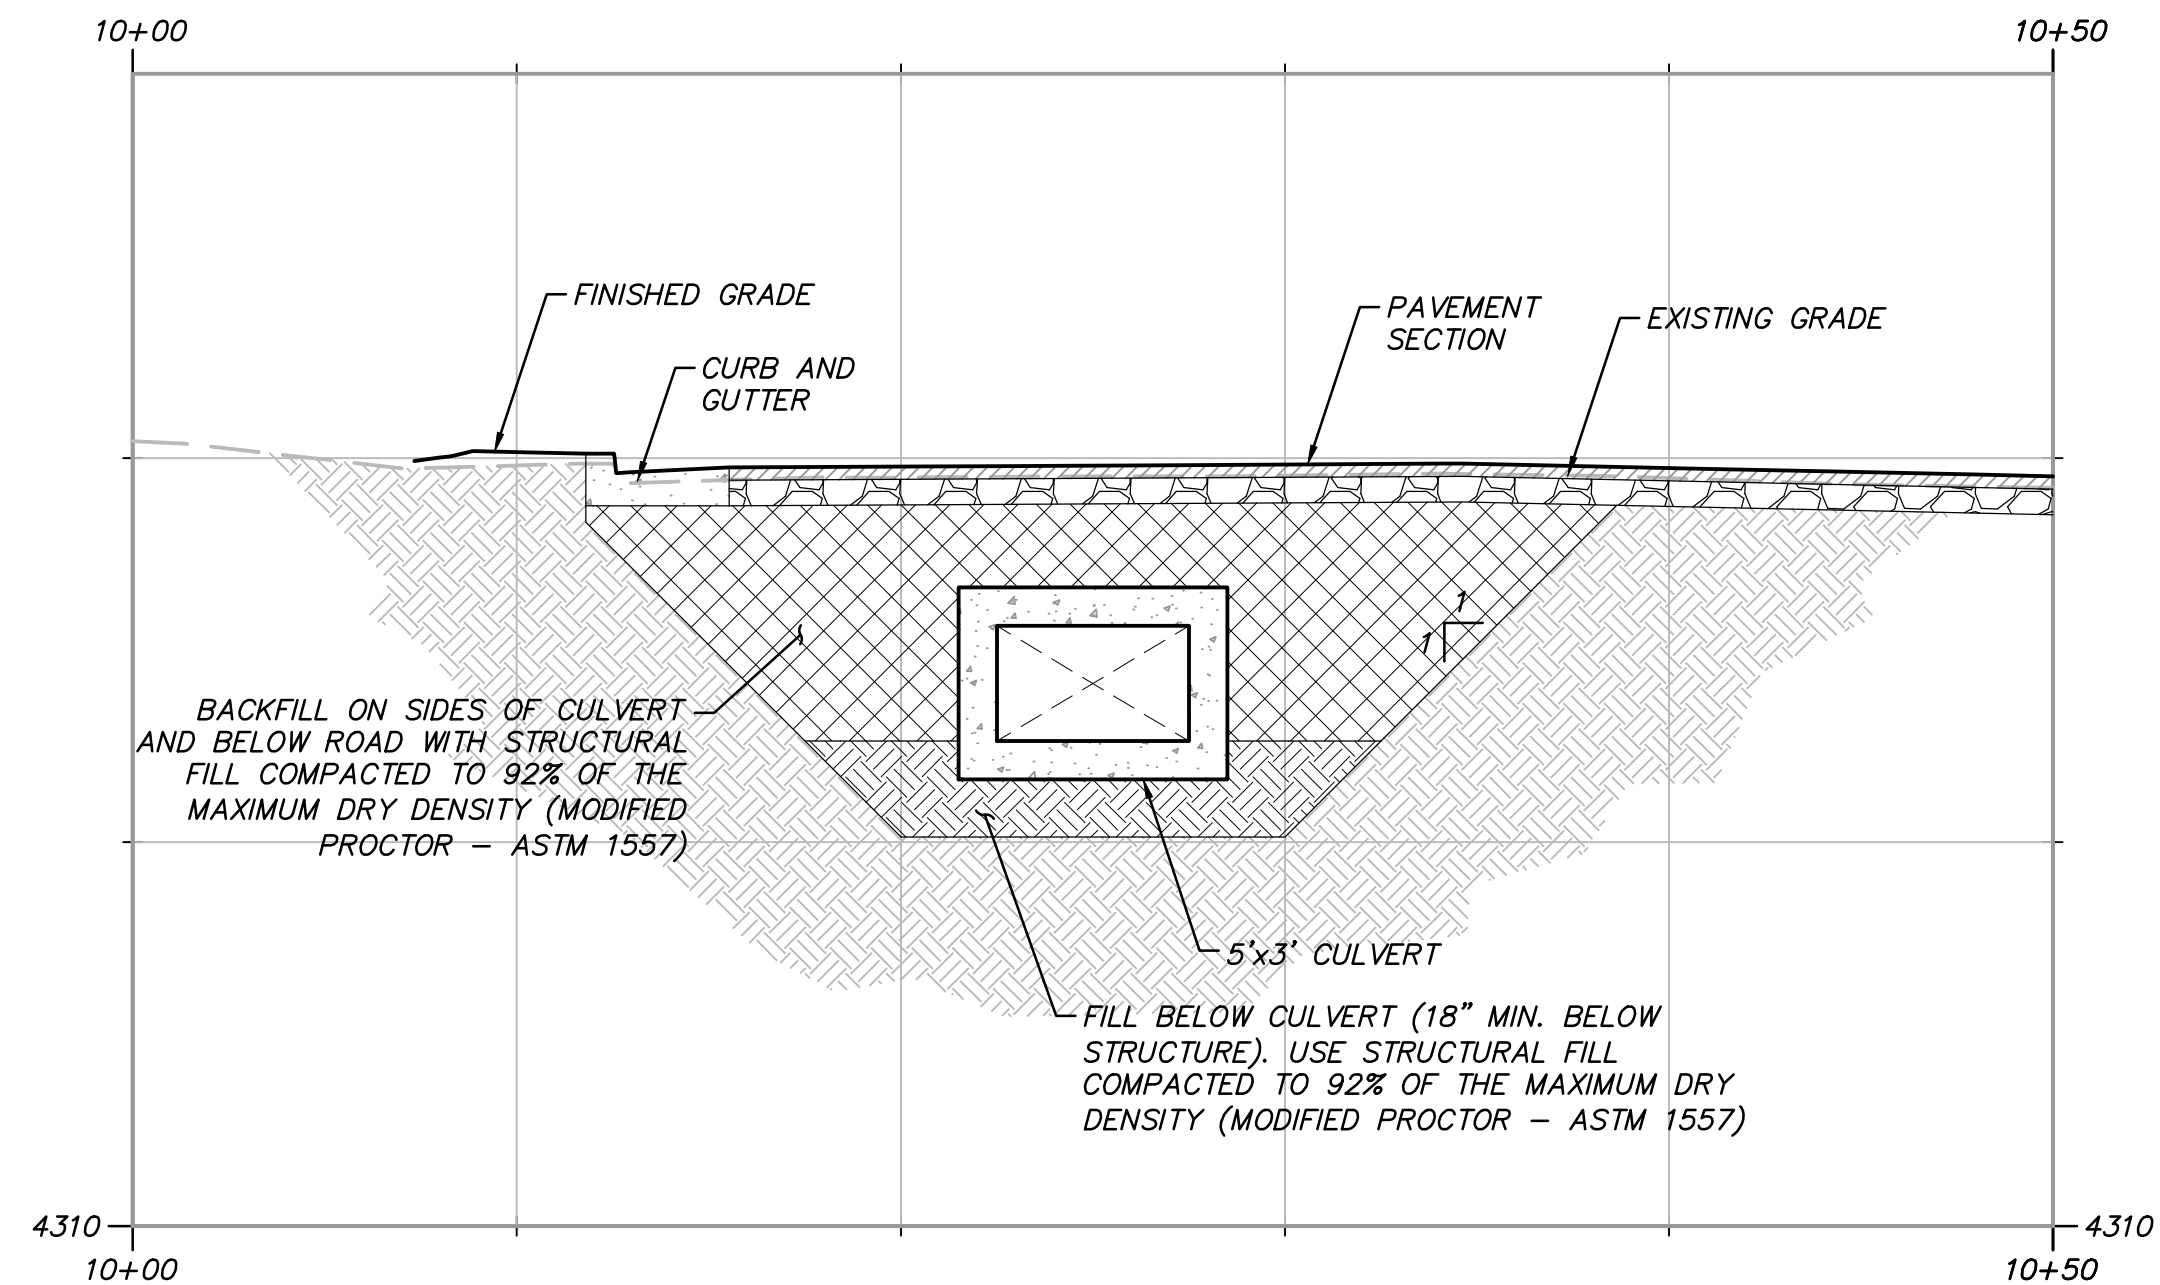 10+00
10+50
FINISHED GRADE
PAVEMENT
SECTION
EXISTING GRADE
CURB AND
GUTTER
1
1
BACKFILL ON SIDES OF CULVERT
AND BELOW ROAD WITH STRUCTURAL
FILL COMPACTED TO 92% OF THE
MAXIMUM DRY DENSITY (MODIFIED
PROCTOR – ASTM 1557)
5'x3' CULVERT
FILL BELOW CULVERT (18" MIN. BELOW
STRUCTURE). USE STRUCTURAL FILL
COMPACTED TO 92% OF THE MAXIMUM DRY
DENSITY (MODIFIED PROCTOR – ASTM 1557)
4310
4310
10+00
10+50